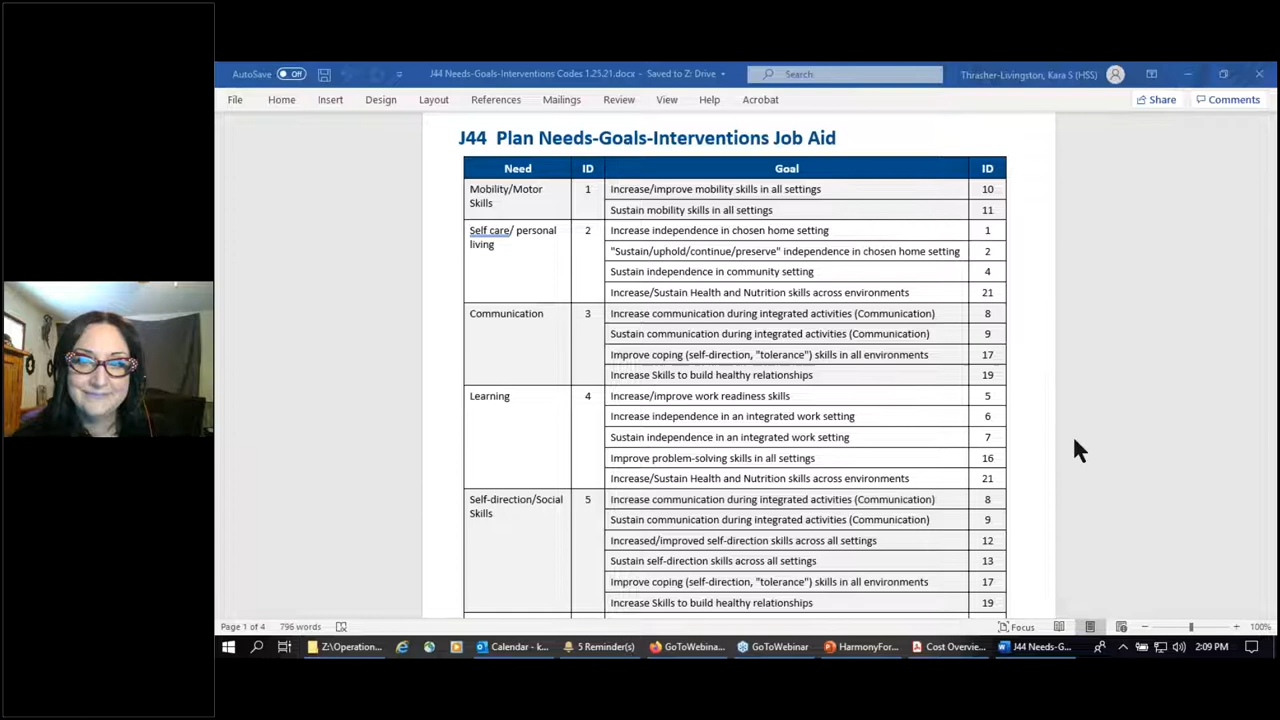 AutoSave Off J44 Needs-Goals-Interventions Codes 1.25.21.docx - Saved to Z: Drive Search Thrasher-Livingston, Kara S (HSS)
File Home Insert Design Layout References Mailings Review View Help Acrobat Share Comments
J44 Plan Needs-Goals-Interventions Job Aid
Need ID Goal ID
Mobility/Motor 1 Increase/improve mobility skills in all settings 10
Skills
Sustain mobility skills in all settings 11
Self care/ personal 2 Increase independence in chosen home setting 1
living
"Sustain/uphold/continue/preserve" independence in chosen home setting 2
Sustain independence in community setting 4
Increase/Sustain Health and Nutrition skills across environments 21
Communication 3 Increase communication during integrated activities (Communication) 8
Sustain communication during integrated activities (Communication) 9
Improve coping (self-direction, "tolerance") skills in all environments 17
Increase Skills to build healthy relationships 19
Learning 4 Increase/improve work readiness skills 5
Increase independence in an integrated work setting 6
Sustain independence in an integrated work setting 7
Improve problem-solving skills in all settings 16
Increase/Sustain Health and Nutrition skills across environments 21
Self-direction/Social 5 Increase communication during integrated activities (Communication) 8
Skills
Sustain communication during integrated activities (Communication) 9
Increased/improved self-direction skills across all settings 12
Sustain self-direction skills across all settings 13
Improve coping (self-direction, "tolerance") skills in all environments 17
Increase Skills to build healthy relationships 19
Page 1 of 4 796 words Focus 100%
Z:\Operation... Calendar - k... 5 Reminder(s) GoToWebina... GoToWebinar HarmonyFor... Cost Overvie... J44 Needs-G... 2:09 PM